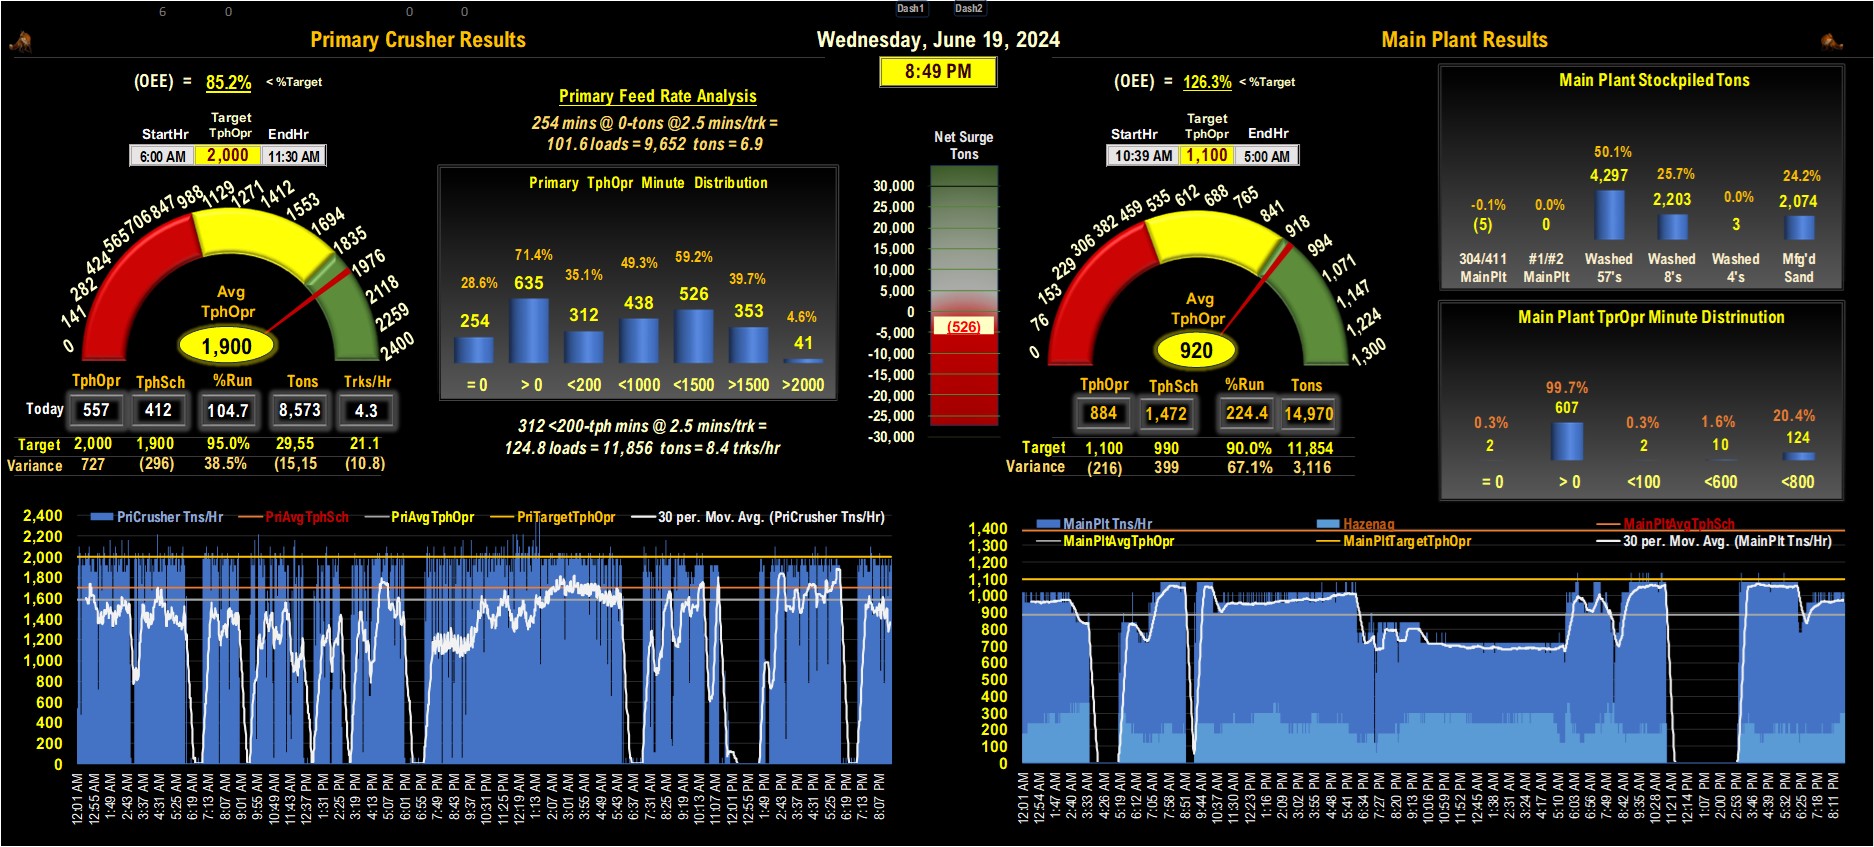 6 0 0 0 Dash1 Dash2
Primary Crusher Results Wednesday, June 19, 2024 Main Plant Results
8:49 PM
(OEE) = 85.2% < %Target
Target
StartHr TphOpr EndHr
6:00 AM 2,000 11:30 AM
0 141 282 424 565 706 847 988 1129 1271 1412 1553 1694 1835 1976 2118 2259 2400
Avg
TphOpr
1,900
TphOpr TphSch %Run Tons Trks/Hr
Today 557 412 104.7 8,573 4.3
Target 2,000 1,900 95.0% 29,55 21.1
Variance 727 (296) 38.5% (15,15 (10.8)
Primary Feed Rate Analysis
254 mins @ 0-tons @2.5 mins/trk =
101.6 loads = 9,652 tons = 6.9
Primary TphOpr Minute Distribution
28.6% 71.4% 35.1% 49.3% 59.2% 39.7% 4.6%
254 635 312 438 526 353 41
= 0 > 0 <200 <1000 <1500 >1500 >2000
312 <200-tph mins @ 2.5 mins/trk =
124.8 loads = 11,856 tons = 8.4 trks/hr
Net Surge
Tons
30,000
25,000
20,000
15,000
10,000
5,000
0
-5,000
-10,000
-15,000
-20,000
-25,000
-30,000
(526)
(OEE) = 126.3% < %Target
Target
StartHr TphOpr EndHr
10:39 AM 1,100 5:00 AM
0 76 153 229 306 382 459 535 612 688 765 841 918 994 1,071 1,147 1,224 1,300
Avg
TphOpr
920
TphOpr TphSch %Run Tons
884 1,472 224.4 14,970
Target 1,100 990 90.0% 11,854
Variance (216) 399 67.1% 3,116
Main Plant Stockpiled Tons
-0.1% 0.0% 50.1% 25.7% 0.0% 24.2%
(5) 0 4,297 2,203 3 2,074
304/411 #1/#2 Washed Washed Washed Mfg'd
MainPlt MainPlt 57's 8's 4's Sand
Main Plant TprOpr Minute Distrinution
0.3% 99.7% 0.3% 1.6% 20.4%
2 607 2 10 124
= 0 > 0 <100 <600 <800
PriCrusher Tns/Hr PriAvgTphSch PriAvgTphOpr PriTargetTphOpr 30 per. Mov. Avg. (PriCrusher Tns/Hr)
2,400
2,200
2,000
1,800
1,600
1,400
1,200
1,000
800
600
400
200
0
12:01 AM 12:55 AM 1:49 AM 2:43 AM 3:37 AM 4:31 AM 5:25 AM 6:19 AM 7:13 AM 8:07 AM 9:01 AM 9:55 AM 10:49 AM 11:43 AM 12:37 PM 1:31 PM 2:25 PM 3:19 PM 4:13 PM 5:07 PM 6:01 PM 6:55 PM 7:49 PM 8:43 PM 9:37 PM 10:31 PM 11:25 PM 12:19 AM 1:13 AM 2:07 AM 3:01 AM 3:55 AM 4:49 AM 5:43 AM 6:37 AM 7:31 AM 8:25 AM 9:19 AM 10:13 AM 11:07 AM 12:01 PM 12:55 PM 1:49 PM 2:43 PM 3:37 PM 4:31 PM 5:25 PM 6:19 PM 7:13 PM 8:07 PM
MainPlt Tns/Hr Hazenag MainPltAvgTphSch
MainPltAvgTphOpr MainPltTargetTphOpr 30 per. Mov. Avg. (MainPlt Tns/Hr)
1,400
1,300
1,200
1,100
1,000
900
800
700
600
500
400
300
200
100
0
12:01 AM 12:54 AM 1:47 AM 2:40 AM 3:33 AM 4:26 AM 5:19 AM 6:12 AM 7:05 AM 7:58 AM 8:51 AM 9:44 AM 10:37 AM 11:30 AM 12:23 PM 1:16 PM 2:09 PM 3:02 PM 3:55 PM 4:48 PM 5:41 PM 6:34 PM 7:27 PM 8:20 PM 9:13 PM 10:06 PM 10:59 PM 11:52 PM 12:45 AM 1:38 AM 2:31 AM 3:24 AM 4:17 AM 5:10 AM 6:03 AM 6:56 AM 7:49 AM 8:42 AM 9:35 AM 10:28 AM 11:21 AM 12:14 PM 1:07 PM 2:00 PM 2:53 PM 3:46 PM 4:39 PM 5:32 PM 6:25 PM 7:18 PM 8:11 PM